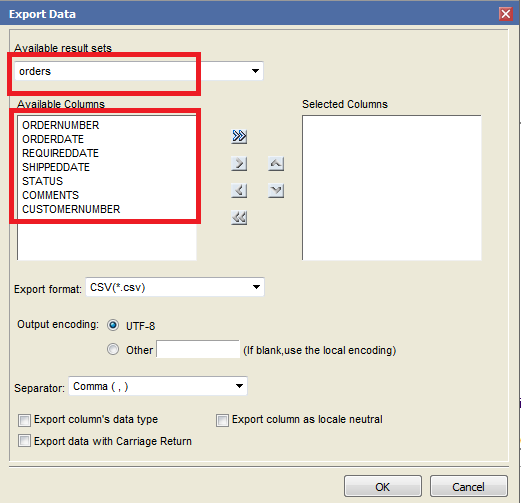 Export Data
Available result sets
orders
Available Columns
Selected Columns
ORDERNUMBER
ORDERDATE
REQUIREDDATE
SHIPPEDDATE
STATUS
COMMENTS
CUSTOMERNUMBER
Export format: CSV(*.csv)
Output encoding: UTF-8
Other (If blank,use the local encoding)
Separator: Comma ( , )
Export column's data type Export column as locale neutral
Export data with Carriage Return
OK Cancel